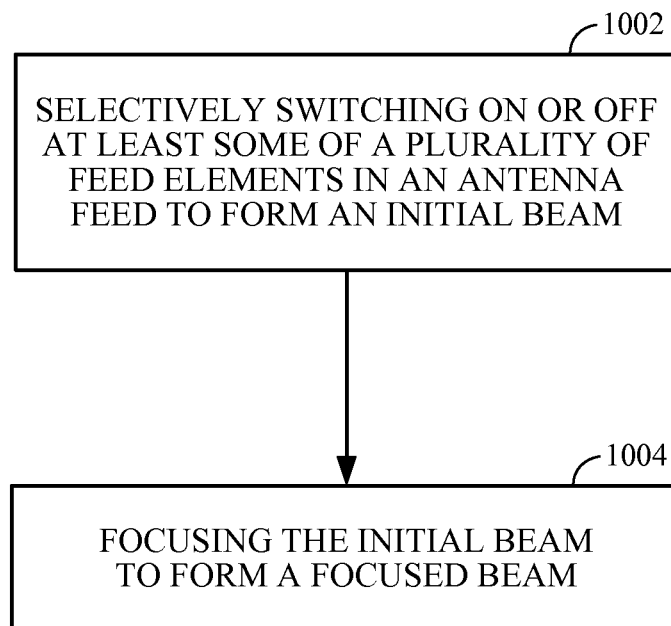 1002
SELECTIVELY SWITCHING ON OR OFF
AT LEAST SOME OF A PLURALITY OF
FEED ELEMENTS IN AN ANTENNA
FEED TO FORM AN INITIAL BEAM
1004
FOCUSING THE INITIAL BEAM
TO FORM A FOCUSED BEAM